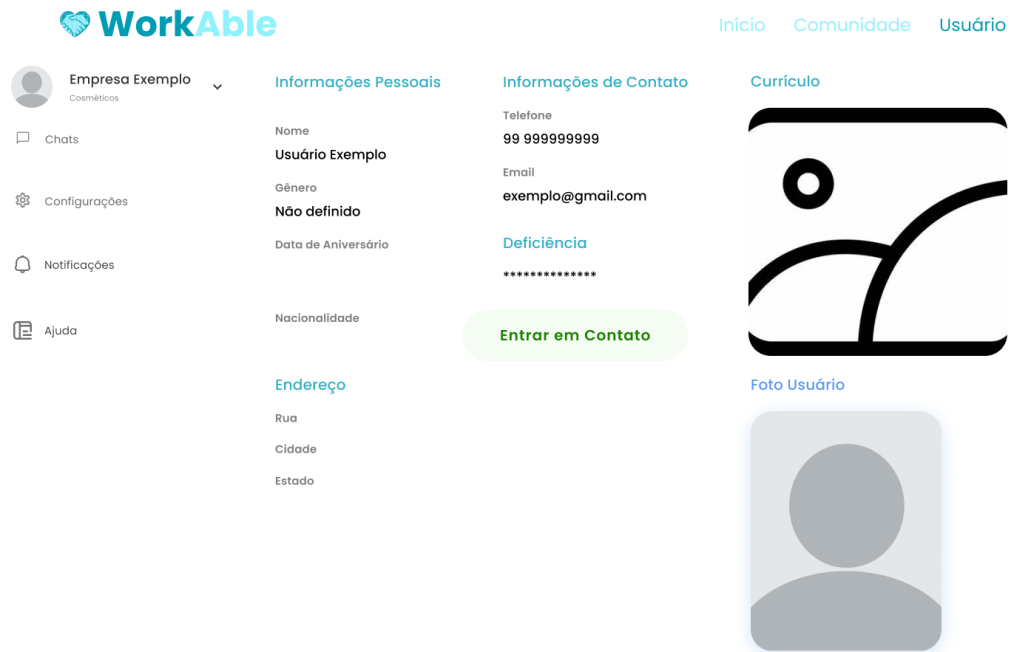 WorkAble
Início
Comunidade
Usuário
Empresa Exemplo
Cosméticos
Chats
Configurações
Notificações
Ajuda
Informações Pessoais
Nome
Usuário Exemplo
Gênero
Não definido
Data de Aniversário
Nacionalidade
Endereço
Rua
Cidade
Estado
Informações de Contato
Telefone
99 999999999
Email
exemplo@gmail.com
Deficiência
**************
Entrar em Contato
Currículo
Foto Usuário